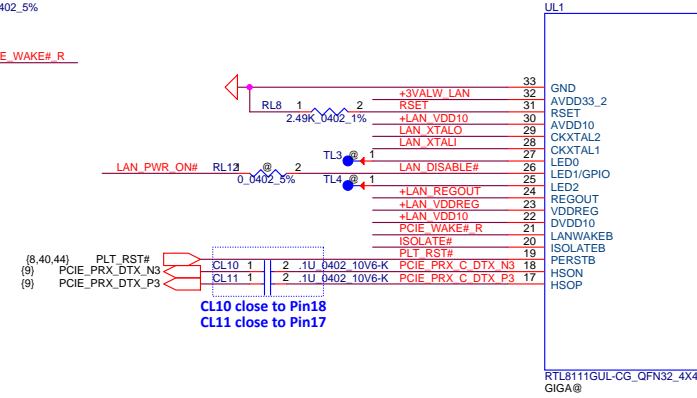 402_5%
UL1
E_WAKE#_R
33
GND
+3VALW_LAN
32
AVDD33_2
RL8
1
2
RSET
31
RSET
2.49K_0402_1%
+LAN_VDD10
30
AVDD10
LAN_XTALO
29
CKXTAL2
LAN_XTALI
28
CKXTAL1
TL3
@
1
27
LED0
LAN_PWR_ON#
RL12
1
@
2
LAN_DISABLE#
26
LED1/GPIO
0_0402_5%
TL4
@
1
25
LED2
+LAN_REGOUT
24
REGOUT
+LAN_VDDREG
23
VDDREG
+LAN_VDD10
22
DVDD10
PCIE_WAKE#_R
21
LANWAKEB
ISOLATE#
20
ISOLATEB
{8,40,44}
PLT_RST#
PLT_RST#
19
PERSTB
{9}
PCIE_PRX_DTX_N3
CL10
1
2
.1U_0402_10V6-K
PCIE_PRX_C_DTX_N3
18
HSON
{9}
PCIE_PRX_DTX_P3
CL11
1
2
.1U_0402_10V6-K
PCIE_PRX_C_DTX_P3
17
HSOP
CL10 close to Pin18
CL11 close to Pin17
RTL8111GUL-CG_QFN32_4X4
GIGA@